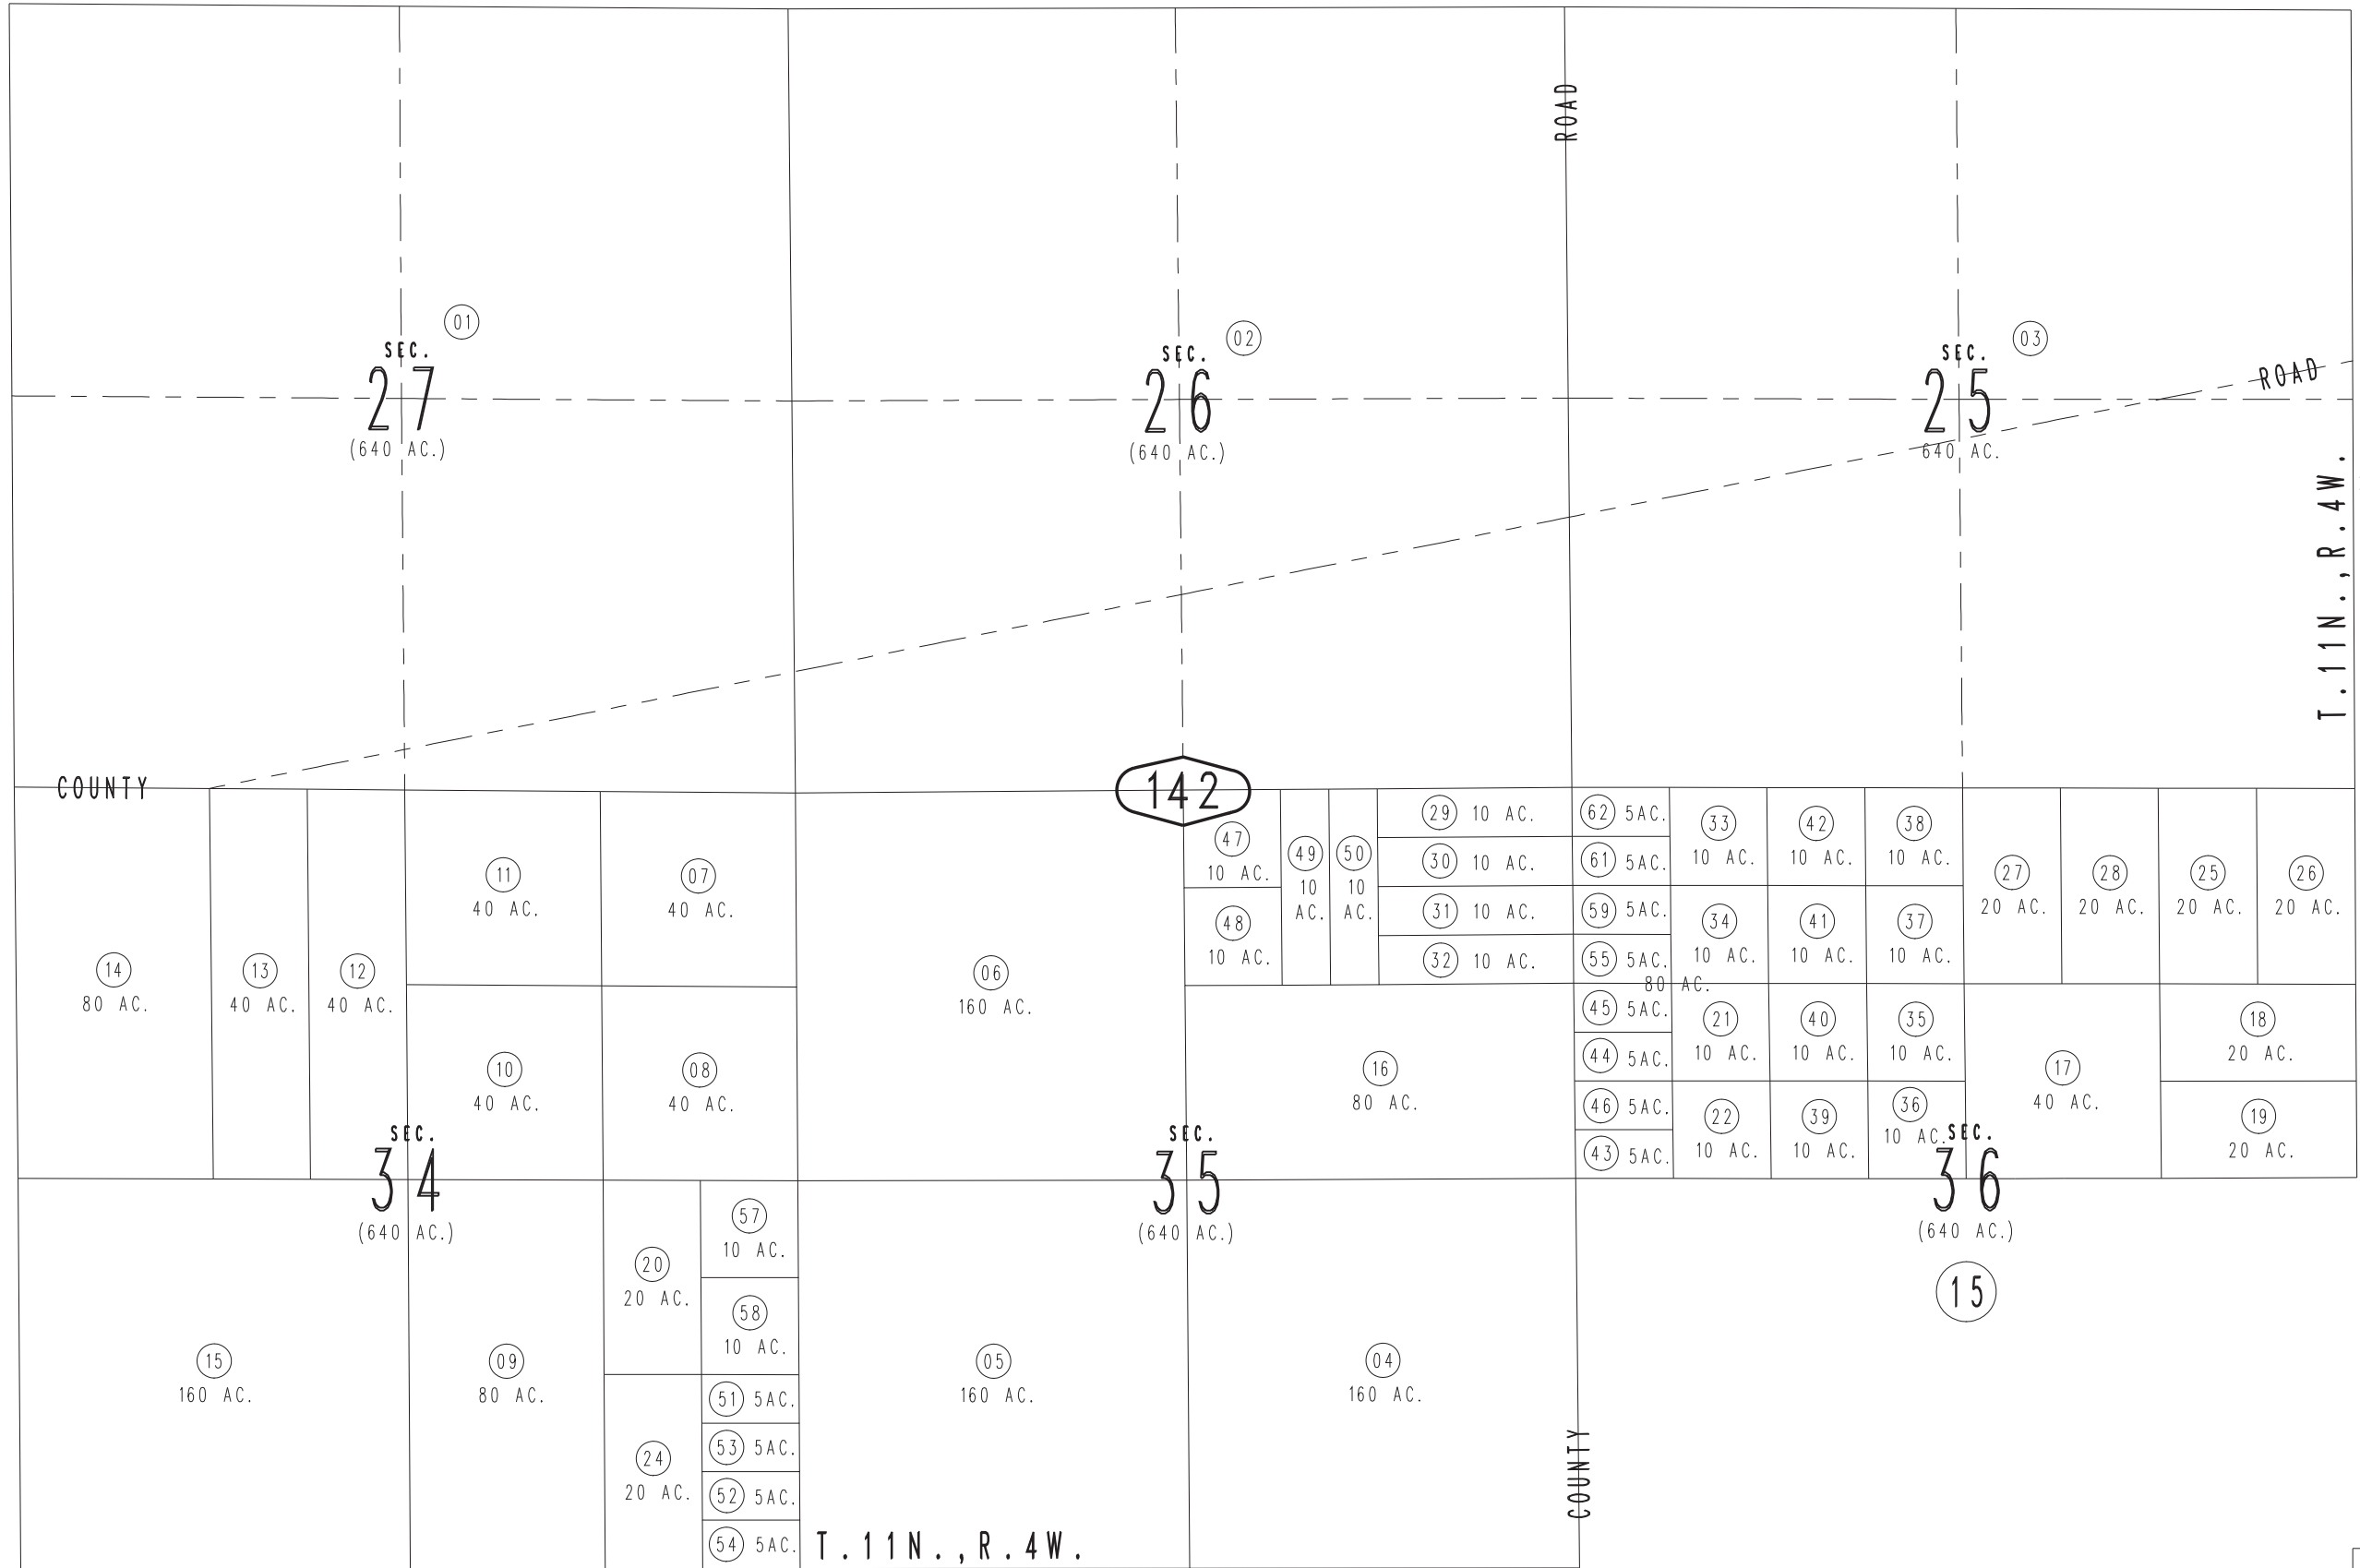 ROAD
01
02
03
SEC.
27
(640 AC.)
SEC.
26
(640 AC.)
SEC.
25
640 AC.
ROAD
T.11N.,R.4W.
COUNTY
142
14
80 AC.
13
40 AC.
12
40 AC.
11
40 AC.
07
40 AC.
10
40 AC.
08
40 AC.
06
160 AC.
47
10 AC.
48
10 AC.
49
10
AC.
50
10
AC.
29 10 AC.
30 10 AC.
31 10 AC.
32 10 AC.
16
80 AC.
62 5AC.
61 5AC.
59 5AC.
55 5AC.
80 AC.
45 5AC.
44 5AC.
46 5AC.
43 5AC.
33
10 AC.
42
10 AC.
38
10 AC.
34
10 AC.
41
10 AC.
37
10 AC.
21
10 AC.
40
10 AC.
35
10 AC.
22
10 AC.
39
10 AC.
36
10 AC.
27
20 AC.
28
20 AC.
25
20 AC.
26
20 AC.
17
40 AC.
18
20 AC.
19
20 AC.
SEC.
34
(640 AC.)
SEC.
35
(640 AC.)
SEC.
36
(640 AC.)
15
15
160 AC.
09
80 AC.
20
20 AC.
24
20 AC.
57
10 AC.
58
10 AC.
51 5AC.
53 5AC.
52 5AC.
54 5AC.
05
160 AC.
04
160 AC.
COUNTY
T.11N.,R.4W.